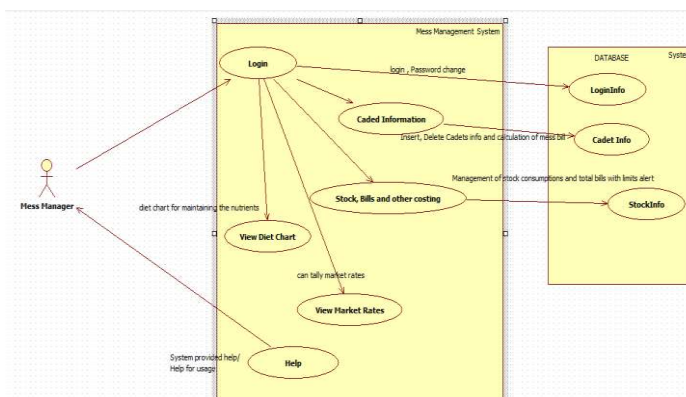 Mess Management System
DATABASE
Syste
Login
login , Password change
LoginInfo
Caded Information
Insert, Delete Cadets info and calculation of mess bill
Cadet Info
Mess Manager
Management of stock consumptions and total bills with limits alert
Stock, Bills and other costing
StockInfo
diet chart for maintaining the nutrients
View Diet Chart
can tally market rates
View Market Rates
System provided help/
Help for usage
Help